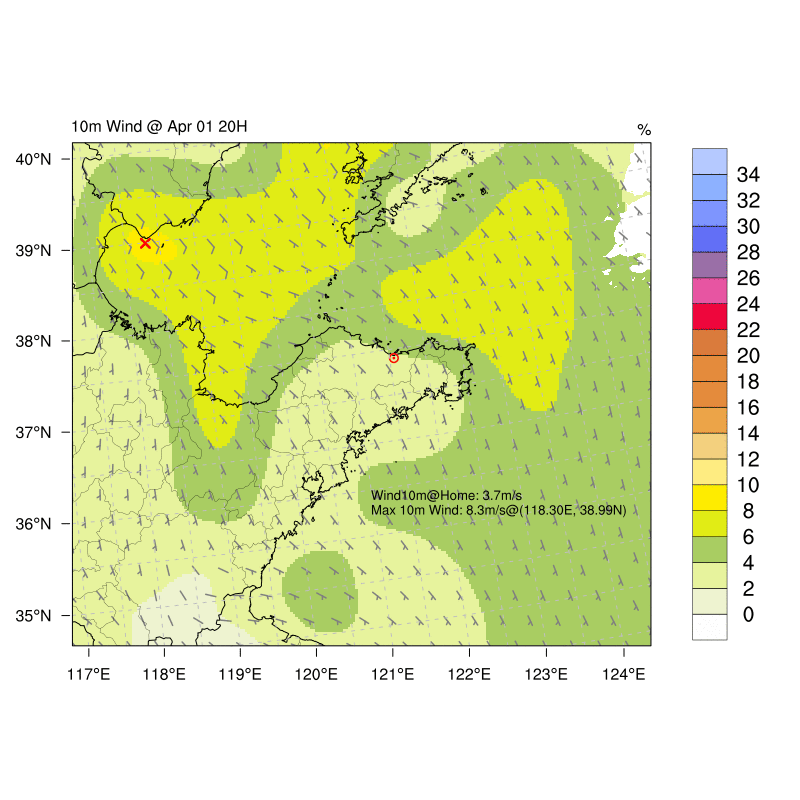 10m Wind @ Apr 01 20H
%
40°N
39°N
38°N
37°N
36°N
35°N
117°E 118°E 119°E 120°E 121°E 122°E 123°E 124°E
Wind10m@Home: 3.7m/s
Max 10m Wind: 8.3m/s@(118.30E, 38.99N)
34
32
30
28
26
24
22
20
18
16
14
12
10
8
6
4
2
0